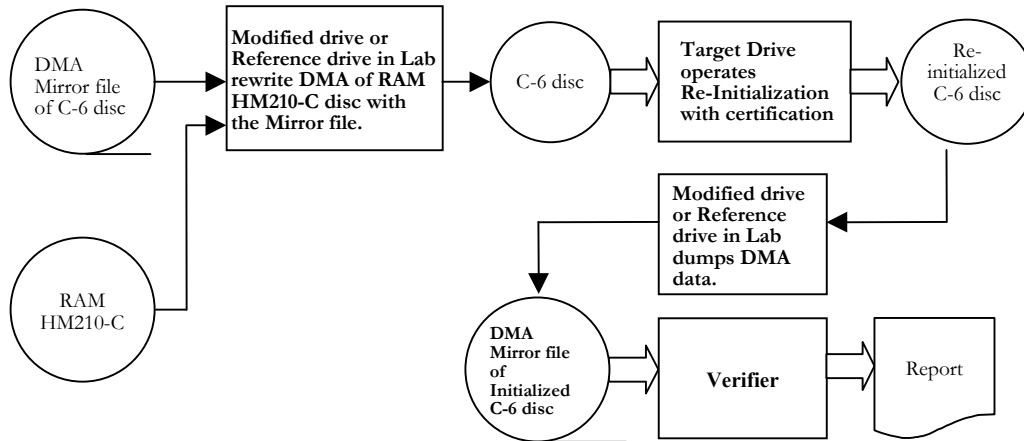 DMA
Mirror file
of C-6 disc
Modified drive or
Reference drive in Lab
rewrite DMA of RAM
HM210-C disc with
the Mirror file.
C-6 disc
Target Drive
operates
Re-Initialization
with certification
Re-
initialized
C-6 disc
Modified drive
or Reference
drive in Lab
dumps DMA
data.
RAM
HM210-C
DMA
Mirror file
of
Initialized
C-6 disc
Verifier
Report